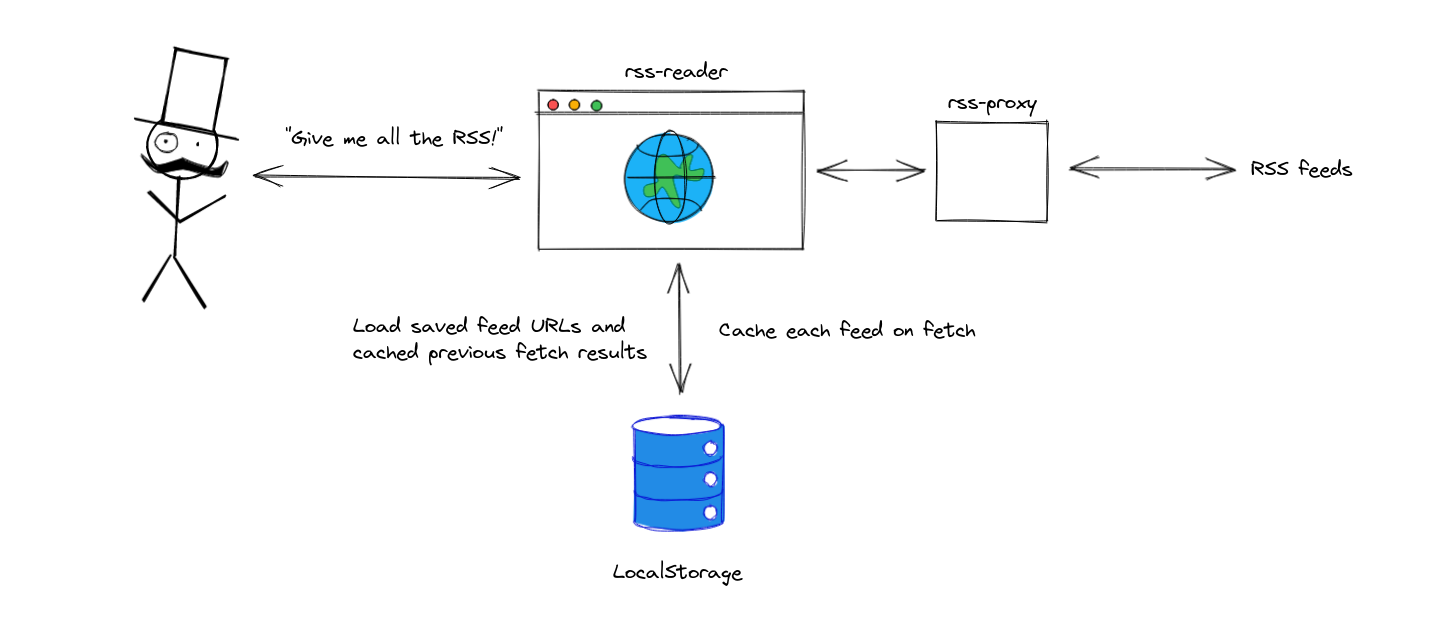 rss-reader
rss-proxy
"Give me all the RSS!"
RSS feeds
Load saved feed URLs and
cached previous fetch results
Cache each feed on fetch
LocalStorage